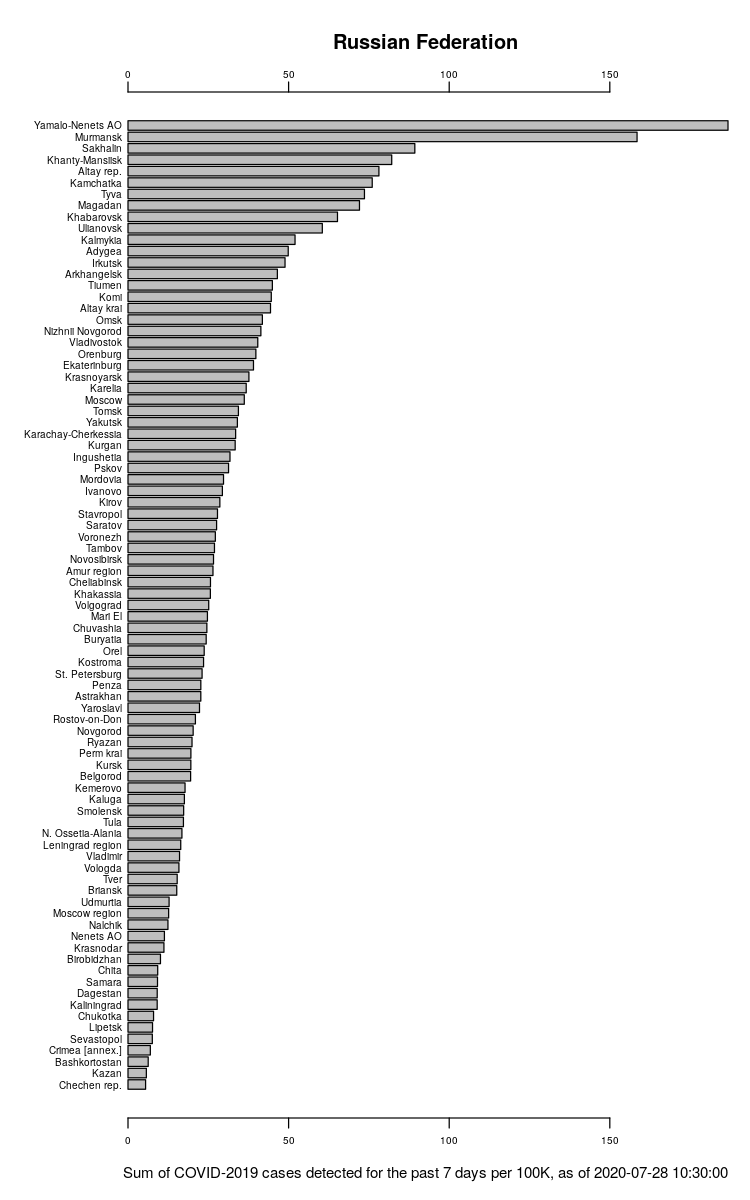 Russian Federation
0 50 100 150
Yamalo-Nenets AO
Murmansk
Sakhalin
Khanty-Mansiisk
Altay rep.
Kamchatka
Tyva
Magadan
Khabarovsk
Ulianovsk
Kalmykia
Adygea
Irkutsk
Arkhangelsk
Tiumen
Komi
Altay krai
Omsk
Nizhnii Novgorod
Vladivostok
Orenburg
Ekaterinburg
Krasnoyarsk
Karelia
Moscow
Tomsk
Yakutsk
Karachay-Cherkessia
Kurgan
Ingushetia
Pskov
Mordovia
Ivanovo
Kirov
Stavropol
Saratov
Voronezh
Tambov
Novosibirsk
Amur region
Cheliabinsk
Khakassia
Volgograd
Mari El
Chuvashia
Buryatia
Orel
Kostroma
St. Petersburg
Penza
Astrakhan
Yaroslavl
Rostov-on-Don
Novgorod
Ryazan
Perm krai
Kursk
Belgorod
Kemerovo
Kaluga
Smolensk
Tula
N. Ossetia-Alania
Leningrad region
Vladimir
Vologda
Tver
Briansk
Udmurtia
Moscow region
Nalchik
Nenets AO
Krasnodar
Birobidzhan
Chita
Samara
Dagestan
Kaliningrad
Chukotka
Lipetsk
Sevastopol
Crimea [annex.]
Bashkortostan
Kazan
Chechen rep.
0 50 100 150
Sum of COVID-2019 cases detected for the past 7 days per 100K, as of 2020-07-28 10:30:00